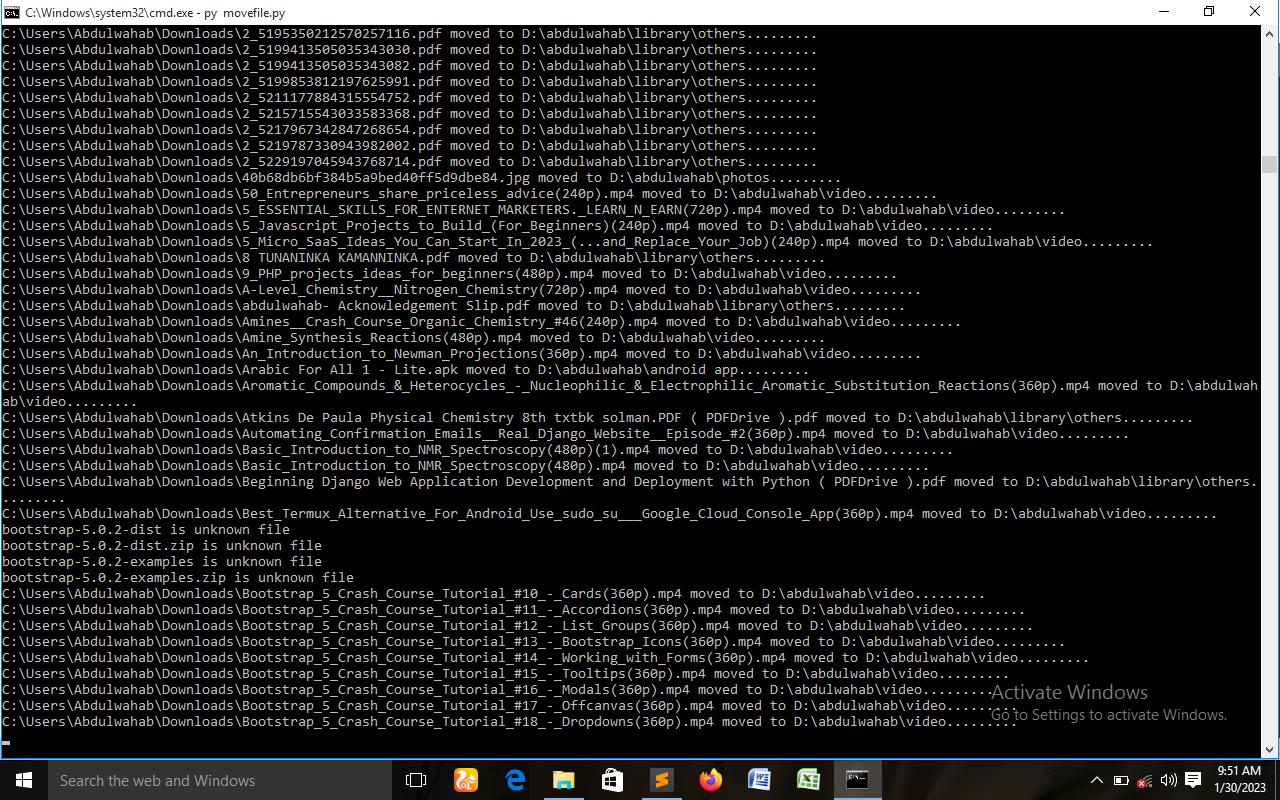 C:\Windows\system32\cmd.exe - py  movefile.py
C:\Users\Abdulwahab\Downloads\2_5195350212570257116.pdf moved to D:\abdulwahab\library\others.........
C:\Users\Abdulwahab\Downloads\2_5199413505035343030.pdf moved to D:\abdulwahab\library\others.........
C:\Users\Abdulwahab\Downloads\2_5199413505035343082.pdf moved to D:\abdulwahab\library\others.........
C:\Users\Abdulwahab\Downloads\2_5199853812197625991.pdf moved to D:\abdulwahab\library\others.........
C:\Users\Abdulwahab\Downloads\2_5211177884315554752.pdf moved to D:\abdulwahab\library\others.........
C:\Users\Abdulwahab\Downloads\2_5215715543033583368.pdf moved to D:\abdulwahab\library\others.........
C:\Users\Abdulwahab\Downloads\2_5217967342847268654.pdf moved to D:\abdulwahab\library\others.........
C:\Users\Abdulwahab\Downloads\2_5219787330943982002.pdf moved to D:\abdulwahab\library\others.........
C:\Users\Abdulwahab\Downloads\2_5229197045943768714.pdf moved to D:\abdulwahab\library\others.........
C:\Users\Abdulwahab\Downloads\40b68db6bf384b5a9bed40ff5d9dbe84.jpg moved to D:\abdulwahab\photos.........
C:\Users\Abdulwahab\Downloads\50_Entrepreneurs_share_priceless_advice(240p).mp4 moved to D:\abdulwahab\video.........
C:\Users\Abdulwahab\Downloads\5_ESSENTIAL_SKILLS_FOR_ENTERNET_MARKETERS._LEARN_N_EARN(720p).mp4 moved to D:\abdulwahab\video.........
C:\Users\Abdulwahab\Downloads\5_Javascript_Projects_to_Build_(For_Beginners)(240p).mp4 moved to D:\abdulwahab\video.........
C:\Users\Abdulwahab\Downloads\5_Micro_SaaS_Ideas_You_Can_Start_In_2023_(...and_Replace_Your_Job)(240p).mp4 moved to D:\abdulwahab\video.........
C:\Users\Abdulwahab\Downloads\8 TUNANINKA KAMANNINKA.pdf moved to D:\abdulwahab\library\others.........
C:\Users\Abdulwahab\Downloads\9_PHP_projects_ideas_for_beginners(480p).mp4 moved to D:\abdulwahab\video.........
C:\Users\Abdulwahab\Downloads\A-Level_Chemistry__Nitrogen_Chemistry(720p).mp4 moved to D:\abdulwahab\video.........
C:\Users\Abdulwahab\Downloads\abdulwahab- Acknowledgement Slip.pdf moved to D:\abdulwahab\library\others.........
C:\Users\Abdulwahab\Downloads\Amines__Crash_Course_Organic_Chemistry_#46(240p).mp4 moved to D:\abdulwahab\video.........
C:\Users\Abdulwahab\Downloads\Amine_Synthesis_Reactions(480p).mp4 moved to D:\abdulwahab\video.........
C:\Users\Abdulwahab\Downloads\An_Introduction_to_Newman_Projections(360p).mp4 moved to D:\abdulwahab\video.........
C:\Users\Abdulwahab\Downloads\Arabic For All 1 - Lite.apk moved to D:\abdulwahab\android app.........
C:\Users\Abdulwahab\Downloads\Aromatic_Compounds_&_Heterocycles_-_Nucleophilic_&_Electrophilic_Aromatic_Substitution_Reactions(360p).mp4 moved to D:\abdulwah
ab\video.........
C:\Users\Abdulwahab\Downloads\Atkins De Paula Physical Chemistry 8th txtbk solman.PDF ( PDFDrive ).pdf moved to D:\abdulwahab\library\others.........
C:\Users\Abdulwahab\Downloads\Automating_Confirmation_Emails__Real_Django_Website__Episode_#2(360p).mp4 moved to D:\abdulwahab\video.........
C:\Users\Abdulwahab\Downloads\Basic_Introduction_to_NMR_Spectroscopy(480p)(1).mp4 moved to D:\abdulwahab\video.........
C:\Users\Abdulwahab\Downloads\Basic_Introduction_to_NMR_Spectroscopy(480p).mp4 moved to D:\abdulwahab\video.........
C:\Users\Abdulwahab\Downloads\Beginning Django Web Application Development and Deployment with Python ( PDFDrive ).pdf moved to D:\abdulwahab\library\others.
........
C:\Users\Abdulwahab\Downloads\Best_Termux_Alternative_For_Android_Use_sudo_su___Google_Cloud_Console_App(360p).mp4 moved to D:\abdulwahab\video.........
bootstrap-5.0.2-dist is unknown file
bootstrap-5.0.2-dist.zip is unknown file
bootstrap-5.0.2-examples is unknown file
bootstrap-5.0.2-examples.zip is unknown file
C:\Users\Abdulwahab\Downloads\Bootstrap_5_Crash_Course_Tutorial_#10_-_Cards(360p).mp4 moved to D:\abdulwahab\video.........
C:\Users\Abdulwahab\Downloads\Bootstrap_5_Crash_Course_Tutorial_#11_-_Accordions(360p).mp4 moved to D:\abdulwahab\video.........
C:\Users\Abdulwahab\Downloads\Bootstrap_5_Crash_Course_Tutorial_#12_-_List_Groups(360p).mp4 moved to D:\abdulwahab\video.........
C:\Users\Abdulwahab\Downloads\Bootstrap_5_Crash_Course_Tutorial_#13_-_Bootstrap_Icons(360p).mp4 moved to D:\abdulwahab\video.........
C:\Users\Abdulwahab\Downloads\Bootstrap_5_Crash_Course_Tutorial_#14_-_Working_with_Forms(360p).mp4 moved to D:\abdulwahab\video.........
C:\Users\Abdulwahab\Downloads\Bootstrap_5_Crash_Course_Tutorial_#15_-_Tooltips(360p).mp4 moved to D:\abdulwahab\video.........
C:\Users\Abdulwahab\Downloads\Bootstrap_5_Crash_Course_Tutorial_#16_-_Modals(360p).mp4 moved to D:\abdulwahab\video.........
C:\Users\Abdulwahab\Downloads\Bootstrap_5_Crash_Course_Tutorial_#17_-_Offcanvas(360p).mp4 moved to D:\abdulwahab\video.........
C:\Users\Abdulwahab\Downloads\Bootstrap_5_Crash_Course_Tutorial_#18_-_Dropdowns(360p).mp4 moved to D:\abdulwahab\video.........
Activate Windows
Go to Settings to activate Windows.
Search the web and Windows
9:51 AM
1/30/2023